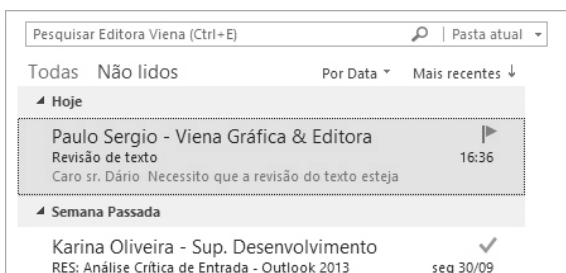 Pesquisar Editora Viena (Ctrl+E) Pasta atual
Todas Não lidos Por Data Mais recentes
Hoje
Paulo Sergio - Viena Gráfica & Editora
Revisão de texto 16:36
Caro sr. Dário Necessito que a revisão do texto esteja
Semana Passada
Karina Oliveira - Sup. Desenvolvimento
RES: Análise Crítica de Entrada - Outlook 2013 seg 30/09